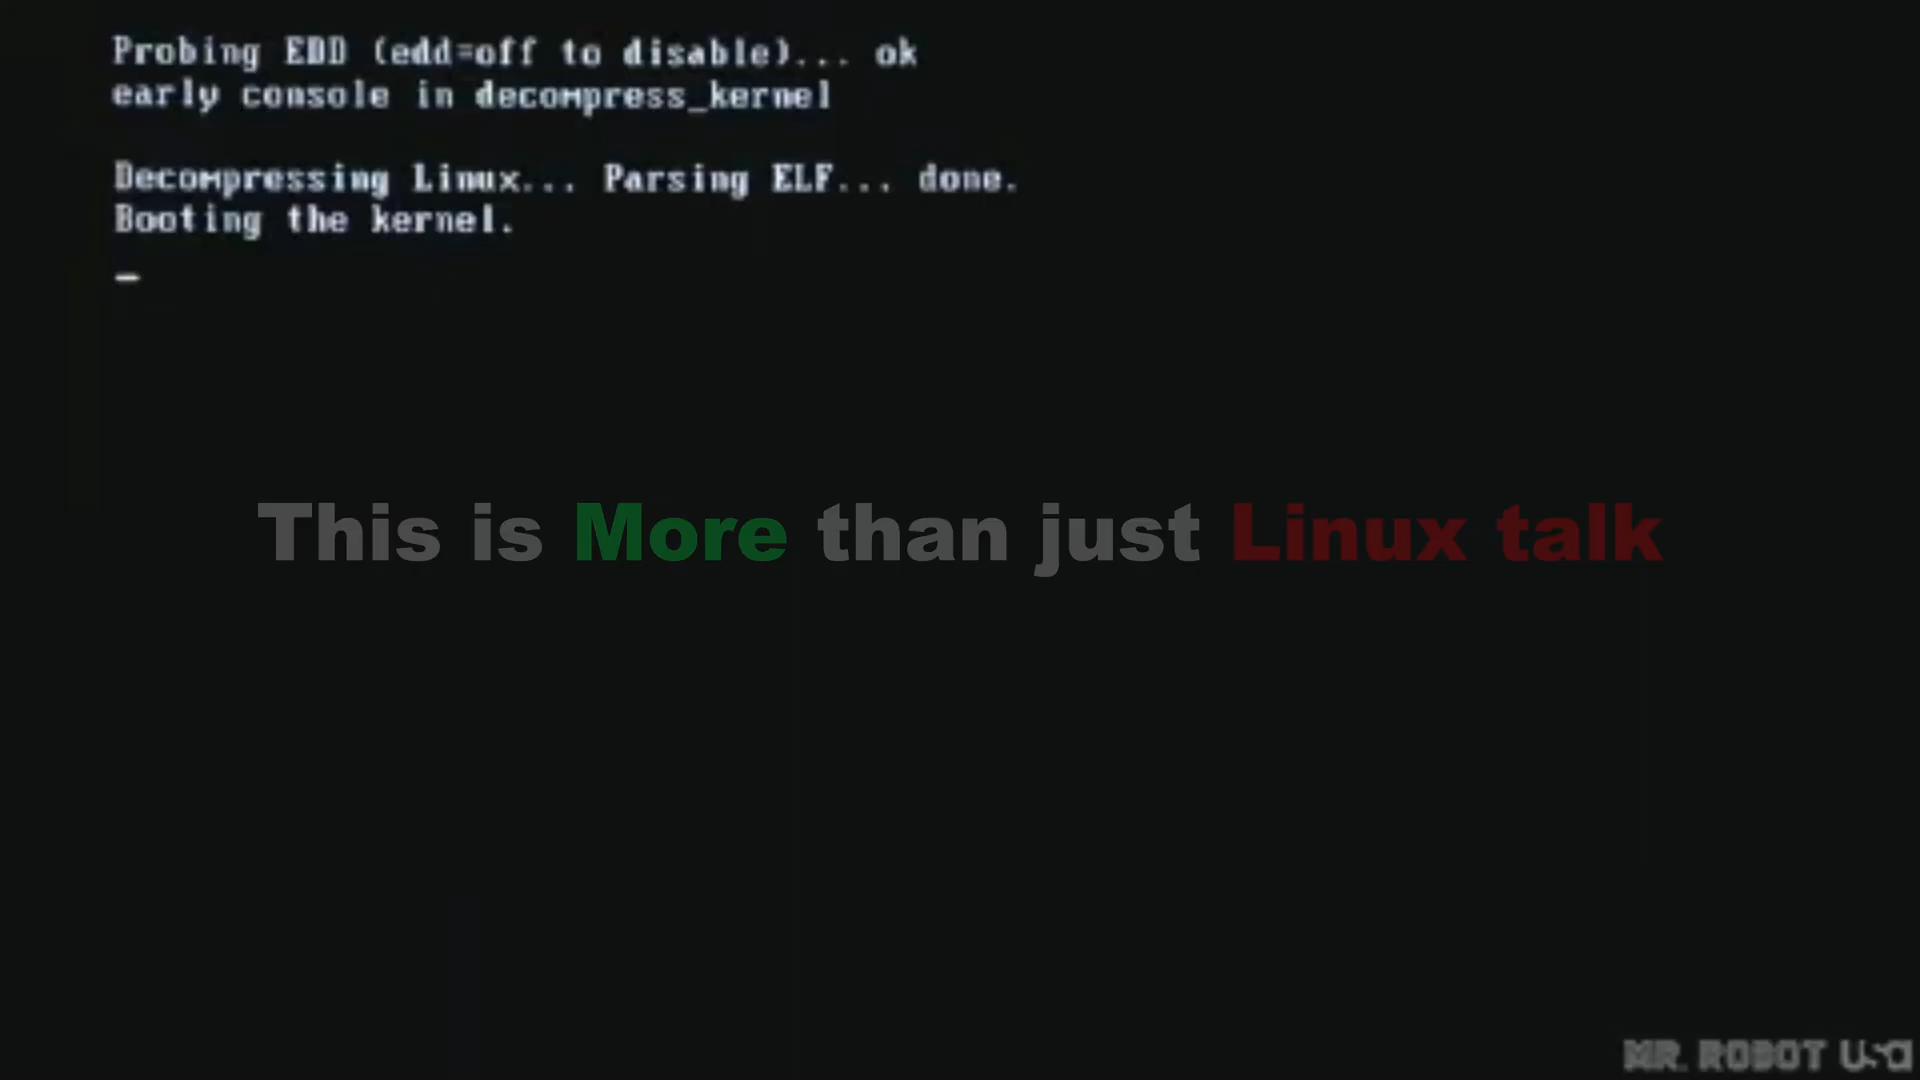 Probing EDD (edd=off to disable)... ok
early console in decompress_kernel
Decompressing Linux... Parsing ELF... done.
Booting the kernel.
_
This is More than just Linux talk
MR. ROBOT USA